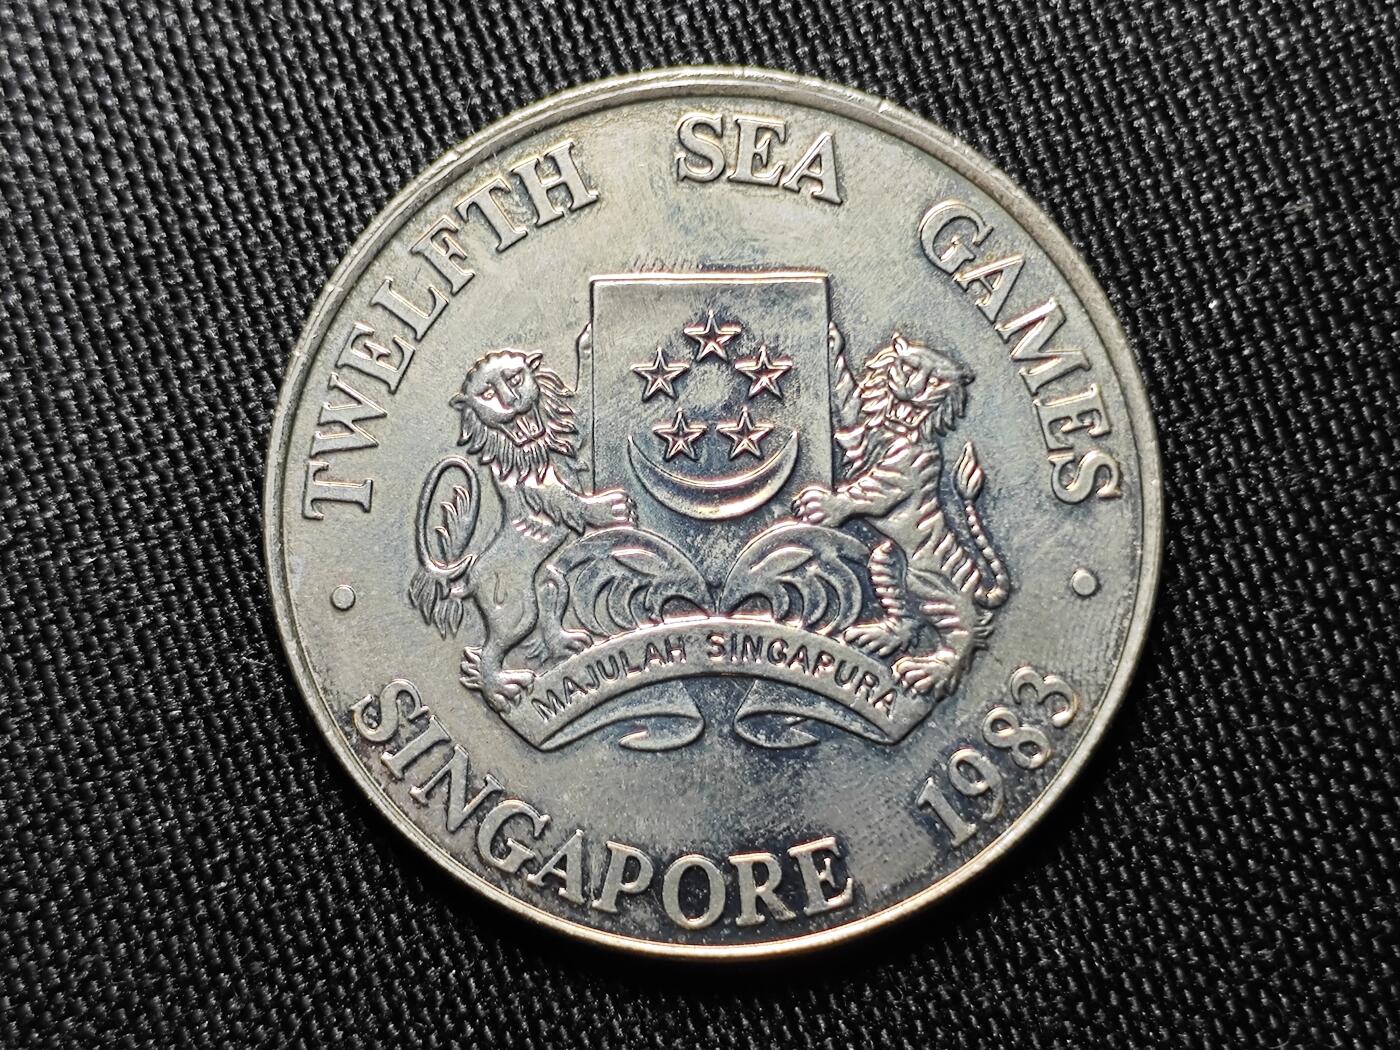 TWELFTH SEA GAMES
MAJULAH SINGAPURA
SINGAPORE 1983